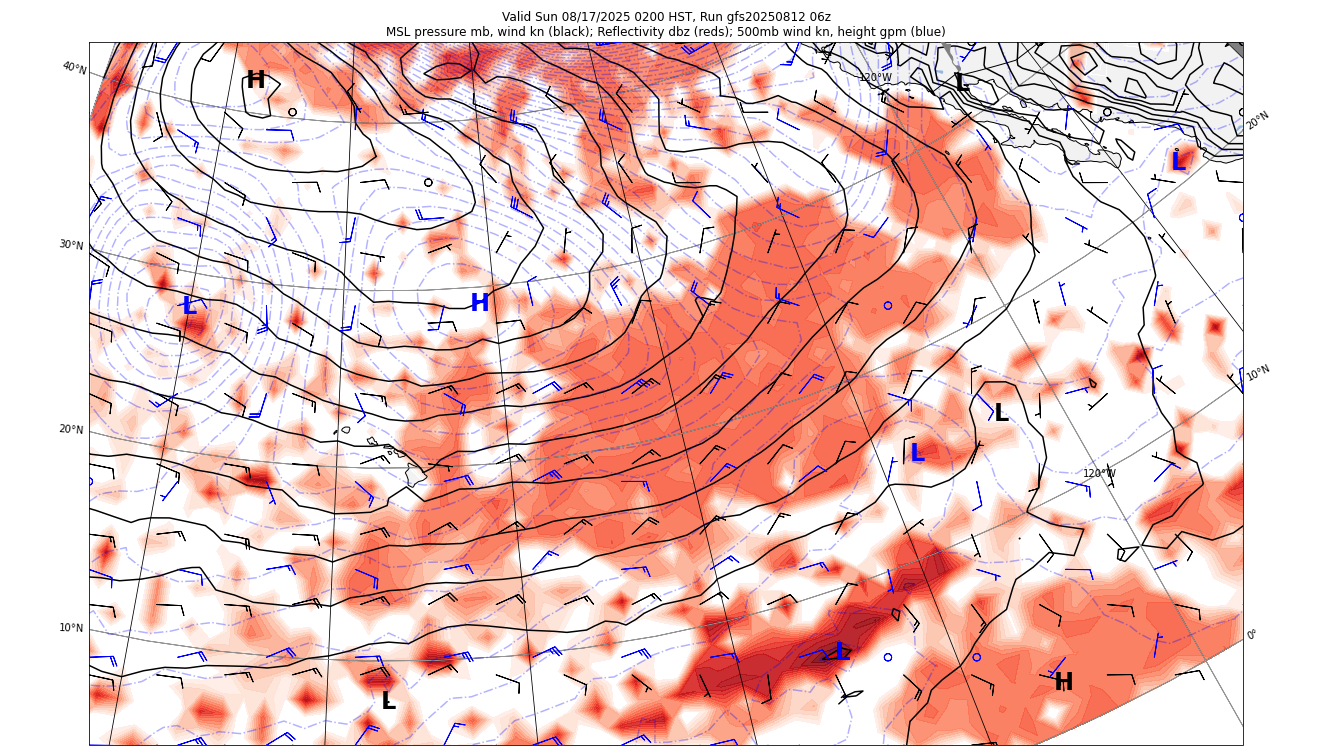 Valid Sun 08/17/2025 0200 HST, Run gfs20250812 06z
MSL pressure mb, wind kn (black); Reflectivity dbz (reds); 500mb wind kn, height gpm (blue)
40°N
H
120°W
L
20°N
L
30°N
L
H
10°N
20°N
L
L
120°W
10°N
0°
L
H
L